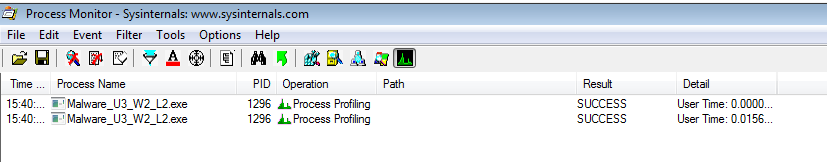 Process Monitor - Sysinternals: www.sysinternals.com
File Edit Event Filter Tools Options Help
Time ... Process Name PID Operation Path Result Detail
15:40:... Malware_U3_W2_L2.exe 1296 Process Profiling SUCCESS User Time: 0.0000...
15:40:... Malware_U3_W2_L2.exe 1296 Process Profiling SUCCESS User Time: 0.0156...